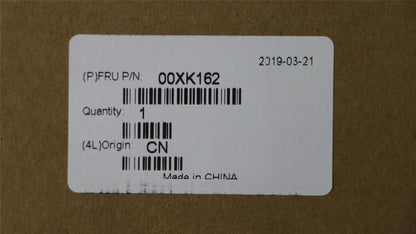 2019-03-21
(P)FRU P/N: 00XK162
Quantity: 1
(4L)Origin: CN
Made in CHINA